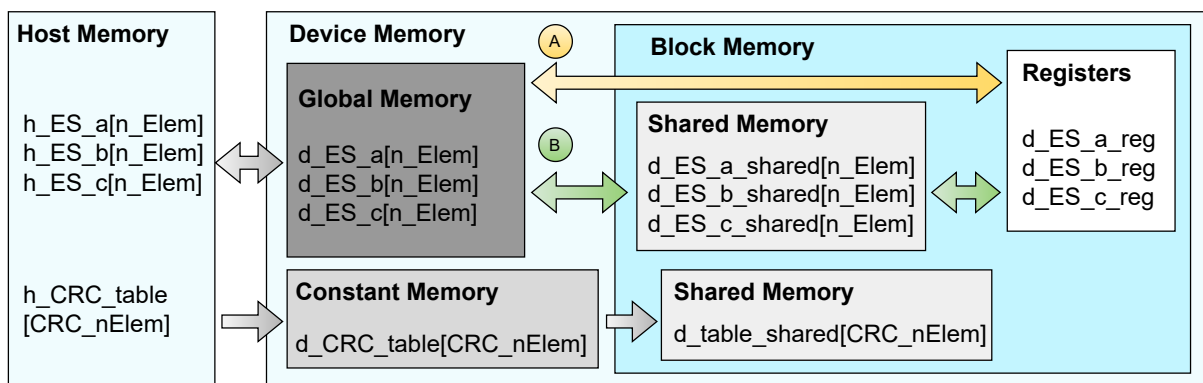 Host Memory
h_ES_a[n_Elem]
h_ES_b[n_Elem]
h_ES_c[n_Elem]
h_CRC_table
[CRC_nElem]
Device Memory
Global Memory
d_ES_a[n_Elem]
d_ES_b[n_Elem]
d_ES_c[n_Elem]
Constant Memory
d_CRC_table[CRC_nElem]
A
B
Block Memory
Shared Memory
d_ES_a_shared[n_Elem]
d_ES_b_shared[n_Elem]
d_ES_c_shared[n_Elem]
Shared Memory
d_table_shared[CRC_nElem]
Registers
d_ES_a_reg
d_ES_b_reg
d_ES_c_reg